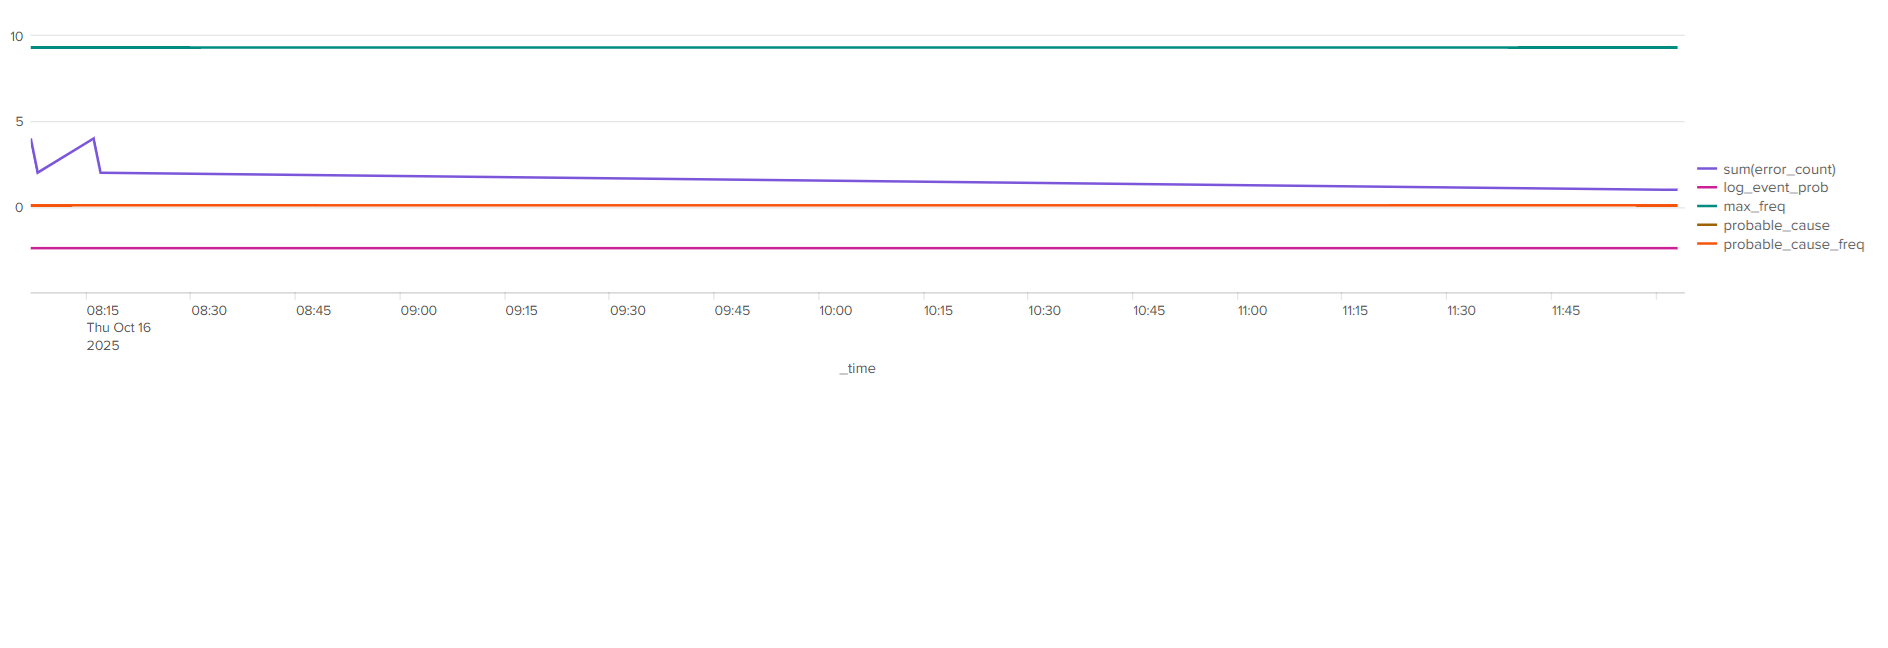 10
5
0
08:15
Thu Oct 16
2025
08:30
08:45
09:00
09:15
09:30
09:45
10:00
10:15
10:30
10:45
11:00
11:15
11:30
11:45
_time
sum(error_count)
log_event_prob
max_freq
probable_cause
probable_cause_freq